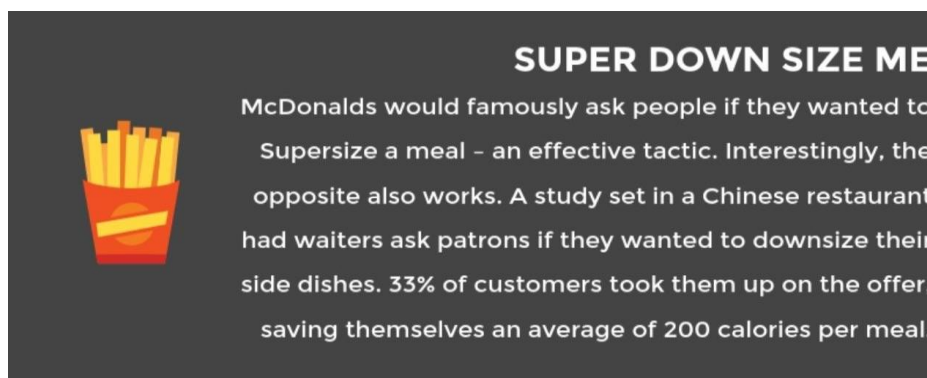 SUPER DOWN SIZE ME
McDonalds would famously ask people if they wanted to
Supersize a meal – an effective tactic. Interestingly, the
opposite also works. A study set in a Chinese restaurant
had waiters ask patrons if they wanted to downsize their
side dishes. 33% of customers took them up on the offer,
saving themselves an average of 200 calories per meal.